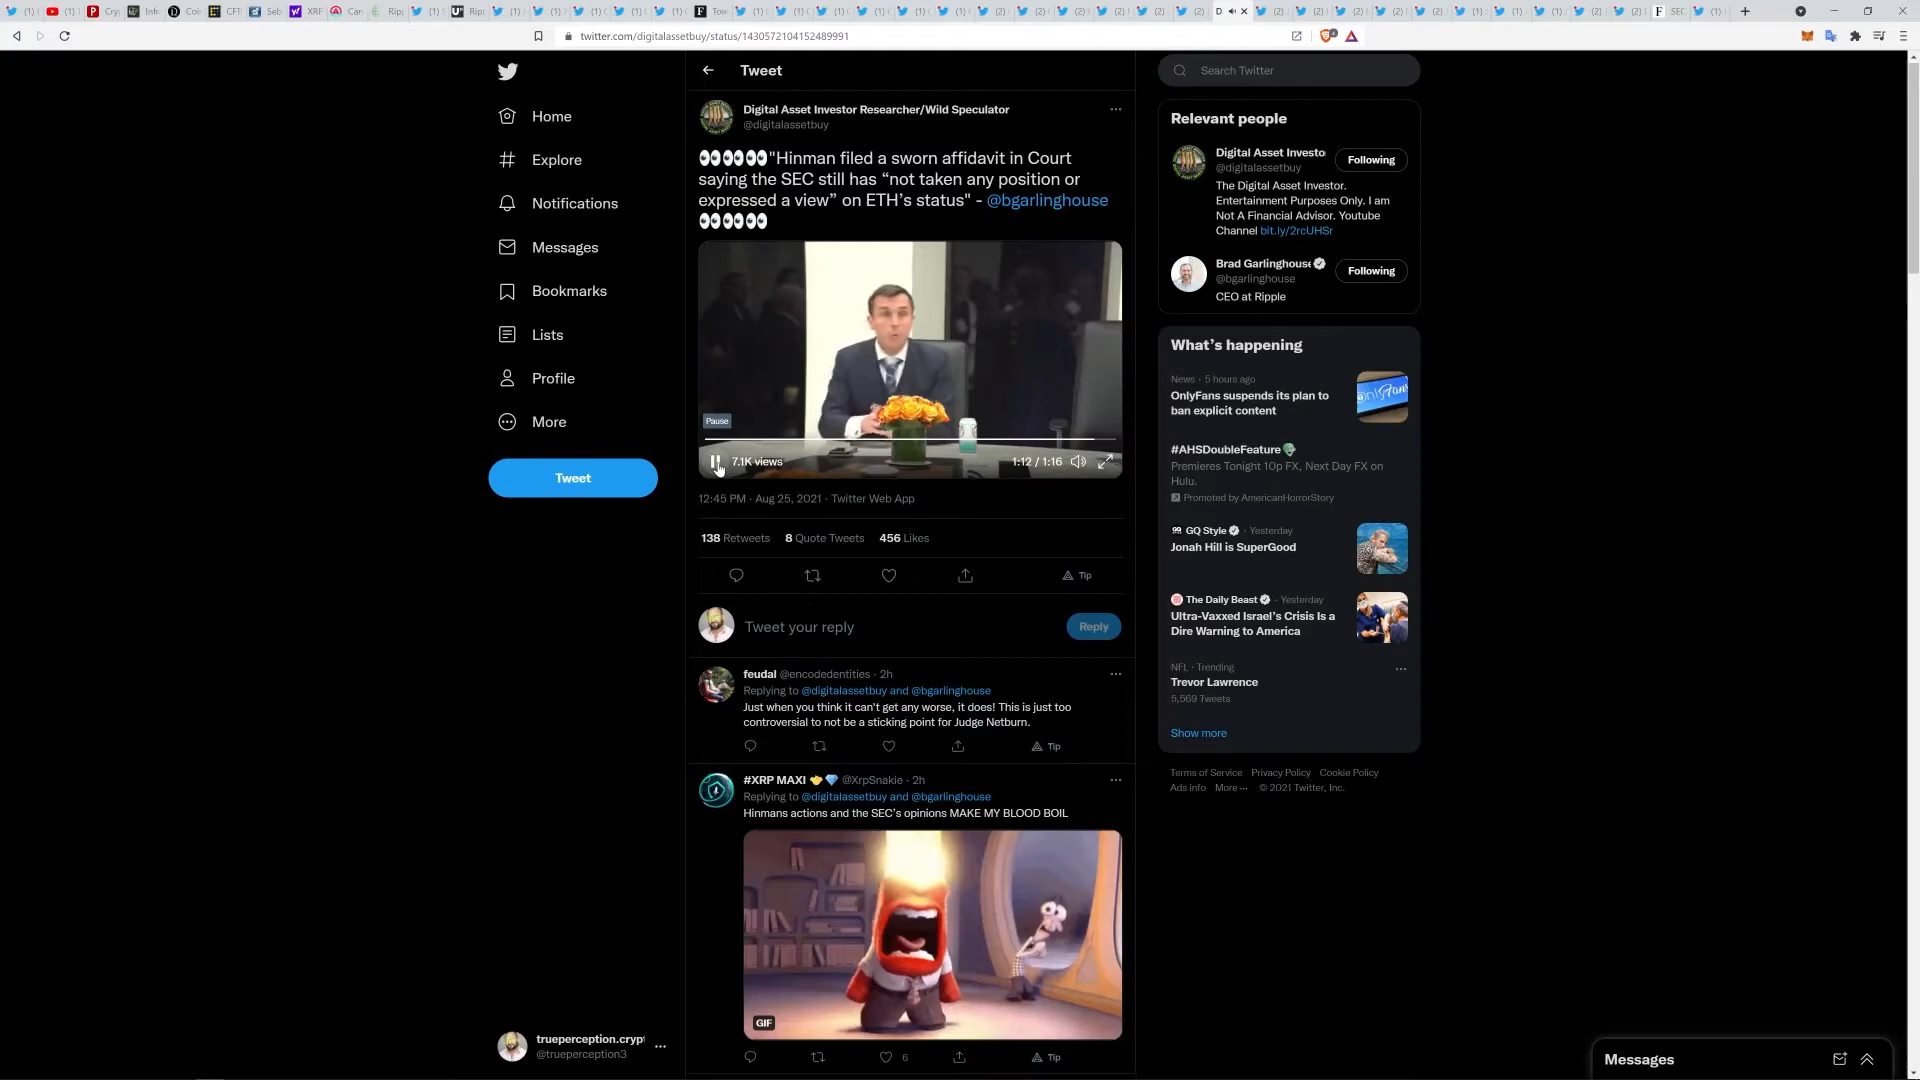 twitter.com/digitalassetbuy/status/1430572104152489991
Home
Explore
Notifications
Messages
Bookmarks
Lists
Profile
More
Tweet
trueperception.cryp
@trueperception3
Tweet
Digital Asset Investor Researcher/Wild Speculator
@digitalassetbuy
👀👀👀"Hinman filed a sworn affidavit in Court
saying the SEC still has “not taken any position or
expressed a view” on ETH’s status" - @bgarlinghouse
👀👀👀
Pause
7.1K views
1:12 / 1:16
12:45 PM · Aug 25, 2021 · Twitter Web App
138 Retweets 8 Quote Tweets 456 Likes
Tip
Tweet your reply
Reply
feudal @encodedentities · 2h
Replying to @digitalassetbuy and @bgarlinghouse
Just when you think it can't get any worse, it does! This is just too
controversial to not be a sticking point for Judge Netburn.
Tip
#XRP MAXI @XrpSnakie · 2h
Replying to @digitalassetbuy and @bgarlinghouse
Hinmans actions and the SEC’s opinions MAKE MY BLOOD BOIL
GIF
6
Tip
Search Twitter
Relevant people
Digital Asset Investo
@digitalassetbuy
Following
The Digital Asset Investor.
Entertainment Purposes Only. I am
Not A Financial Advisor. Youtube
Channel bit.ly/2rcUHSr
Brad Garlinghouse
@bgarlinghouse
Following
CEO at Ripple
What’s happening
News · 5 hours ago
OnlyFans suspends its plan to
ban explicit content
#AHSDoubleFeature
Premieres Tonight 10p FX, Next Day FX on
Hulu.
Promoted by AmericanHorrorStory
GQ Style · Yesterday
Jonah Hill is SuperGood
The Daily Beast · Yesterday
Ultra-Vaxxed Israel’s Crisis Is a
Dire Warning to America
NFL · Trending
Trevor Lawrence
5,569 Tweets
Show more
Terms of Service Privacy Policy Cookie Policy
Ads info More ··· © 2021 Twitter, Inc.
Messages